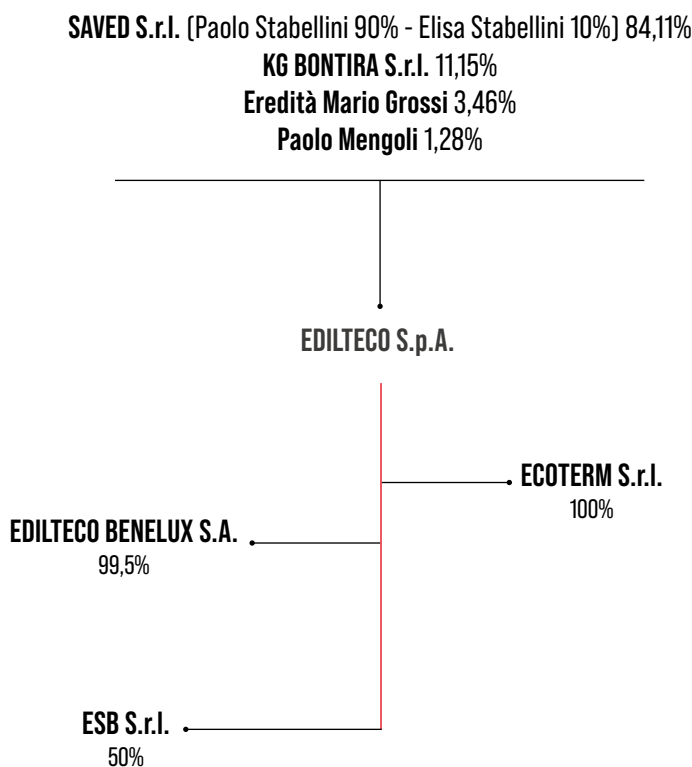 SAVED S.r.l. (Paolo Stabellini 90% - Elisa Stabellini 10%) 84,11%
KG BONTIRA S.r.l. 11,15%
Eredità Mario Grossi 3,46%
Paolo Mengoli 1,28%
EDILTECO S.p.A.
ECOTERM S.r.l.
100%
EDILTECO BENELUX S.A.
99,5%
ESB S.r.l.
50%